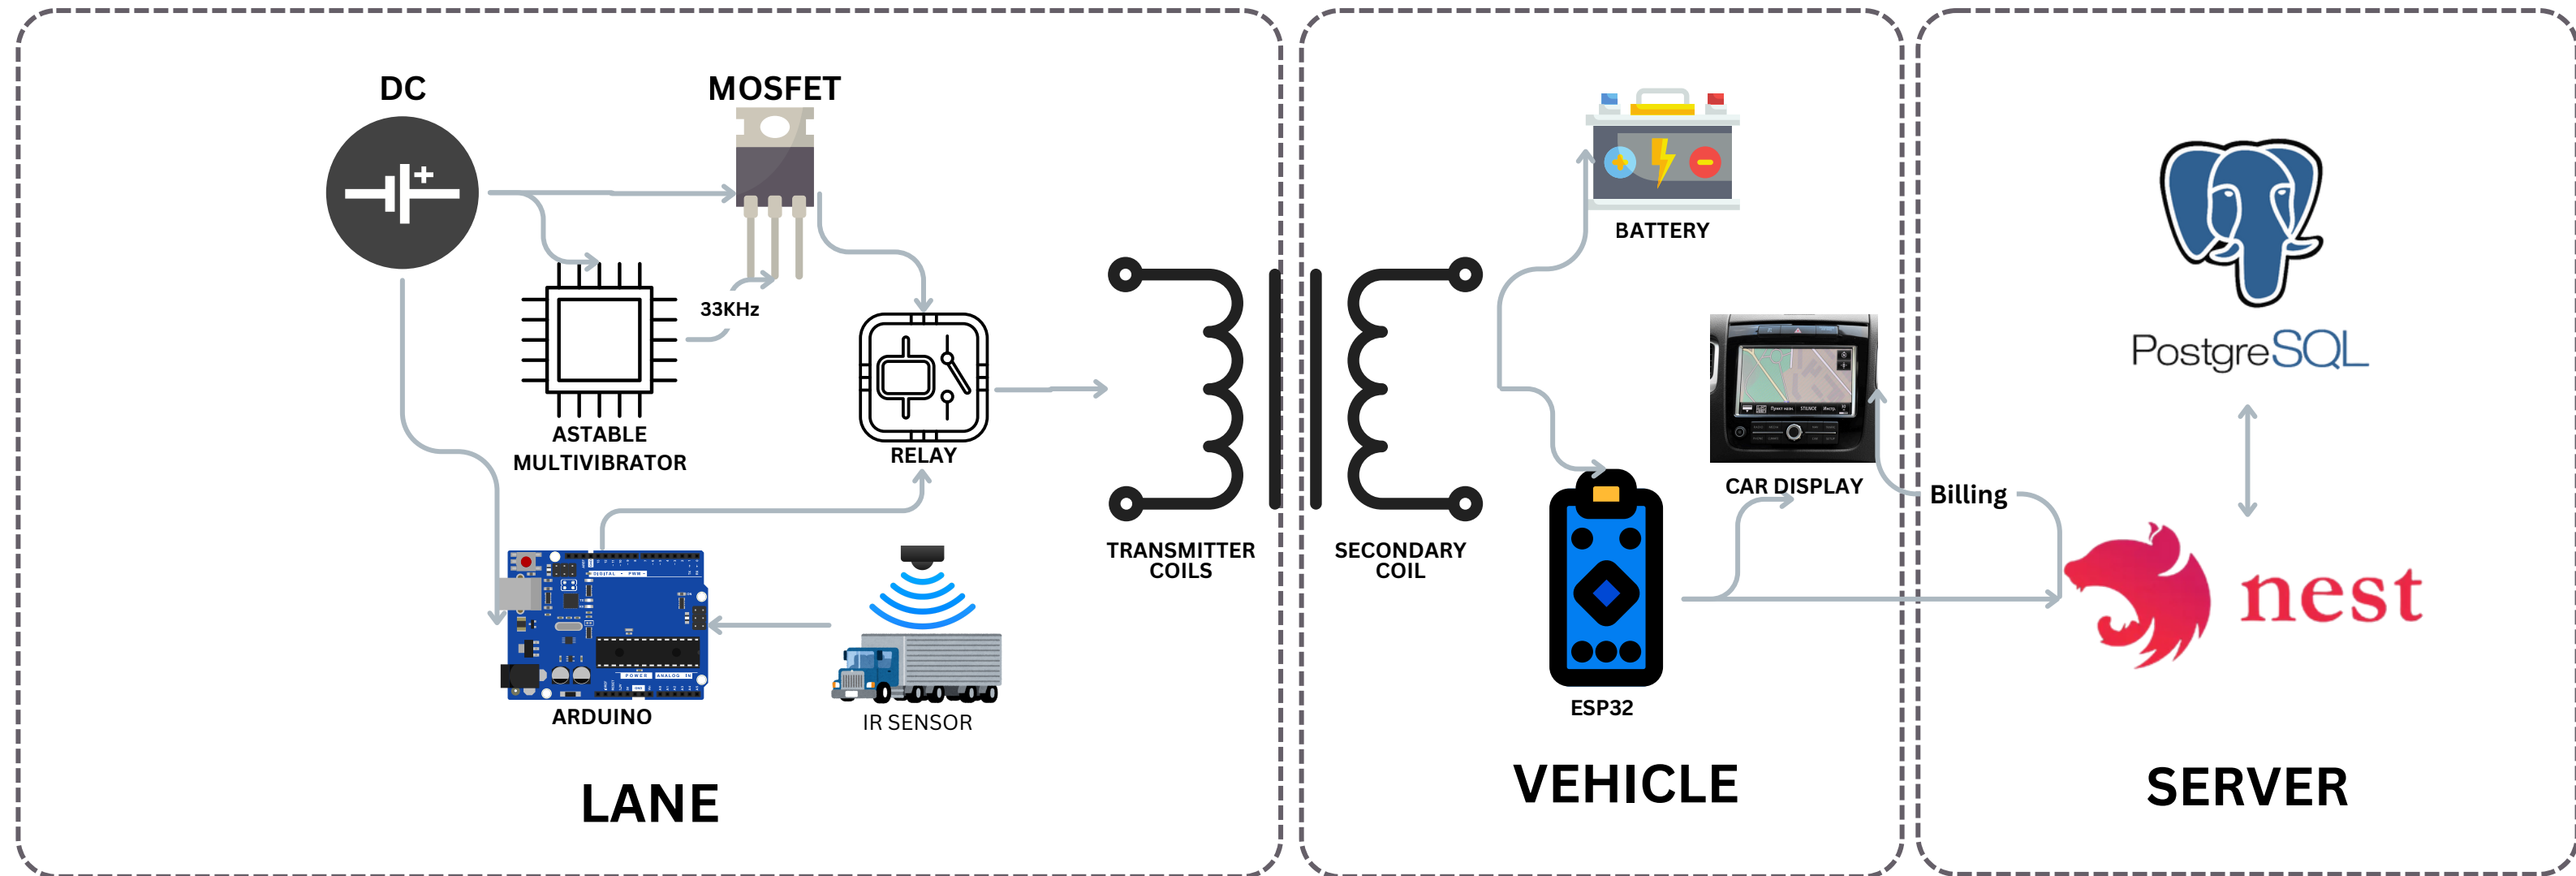 DC
MOSFET
33KHz
ASTABLE
MULTIVIBRATOR
RELAY
ARDUINO
IR SENSOR
TRANSMITTER
COILS
LANE
BATTERY
SECONDARY
COIL
CAR DISPLAY
ESP32
VEHICLE
Billing
PostgreSQL
nest
SERVER